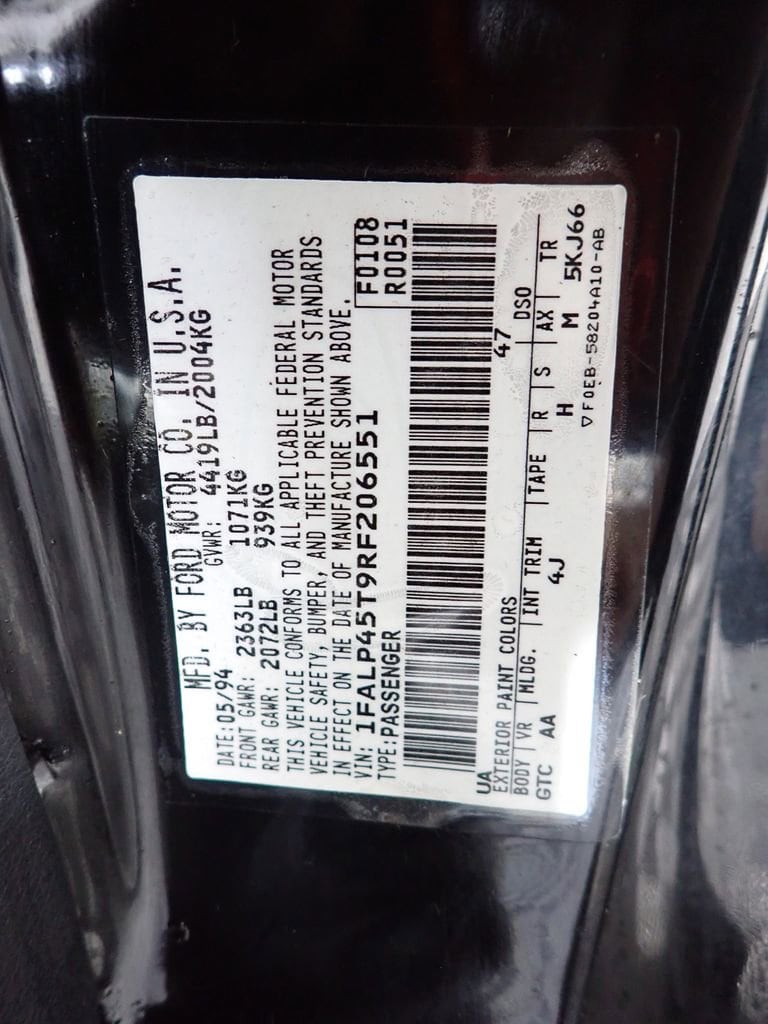 MFD. BY FORD MOTOR CO. IN U.S.A.
DATE:05/94 GVWR: 4419LB/2004KG
FRONT GAWR: 2363LB 1071KG
REAR GAWR: 2072LB 939KG
THIS VEHICLE CONFORMS TO ALL APPLICABLE FEDERAL MOTOR
VEHICLE SAFETY, BUMPER, AND THEFT PREVENTION STANDARDS
IN EFFECT ON THE DATE OF MANUFACTURE SHOWN ABOVE.
VIN: 1FALP45T9RF206551 F0108
TYPE:PASSENGER R0051
UA 47
EXTERIOR PAINT COLORS DSO
BODY VR MLDG. INT TRIM TAPE R S AX TR
GTC AA 4J H M 5KJ66
▽F0EB-58204A10-AB